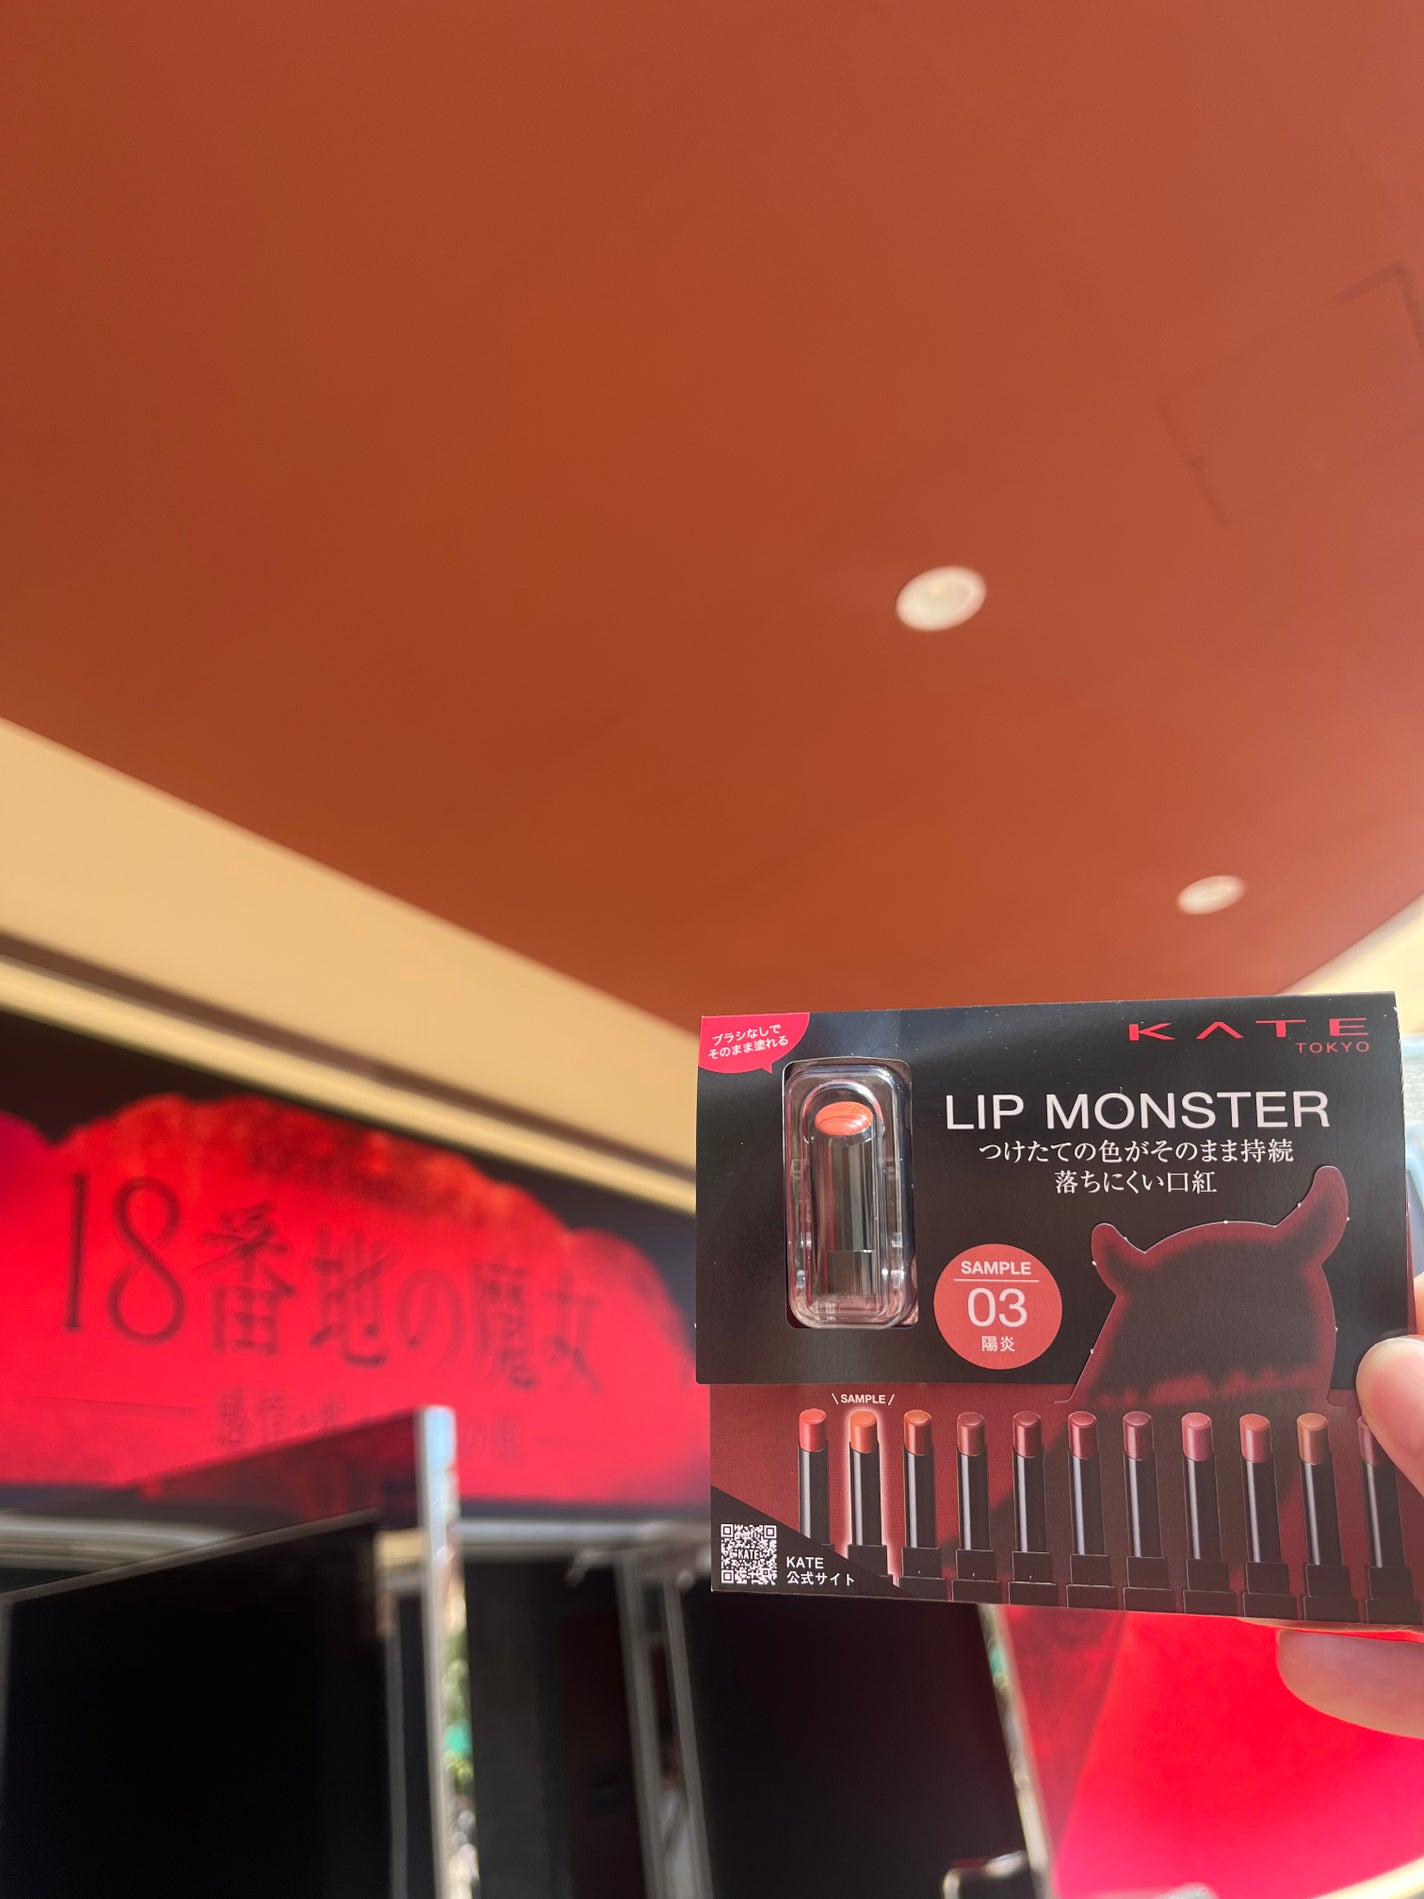 18番地の魔女
ブラシなしで
そのまま塗れる
KATE
TOKYO
LIP MONSTER
つけたての色がそのまま持続
落ちにくい口紅
SAMPLE
03
陽炎
\ SAMPLE /
KATE
KATE
公式サイト